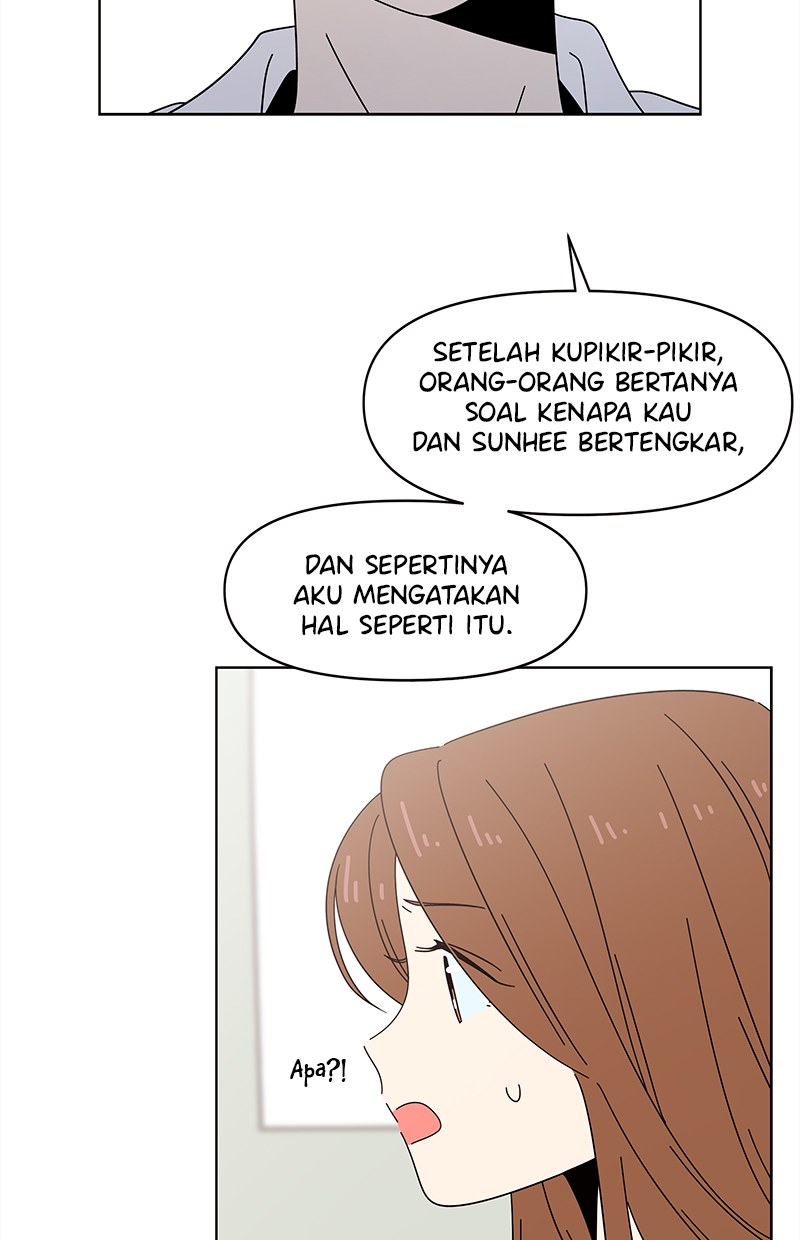 SETELAH KUPIKIR-PIKIR,
ORANG-ORANG BERTANYA
SOAL KENAPA KAU
DAN SUNHEE BERTENGKAR,
DAN SEPERTINYA
AKU MENGATAKAN
HAL SEPERTI ITU.
Apa?!